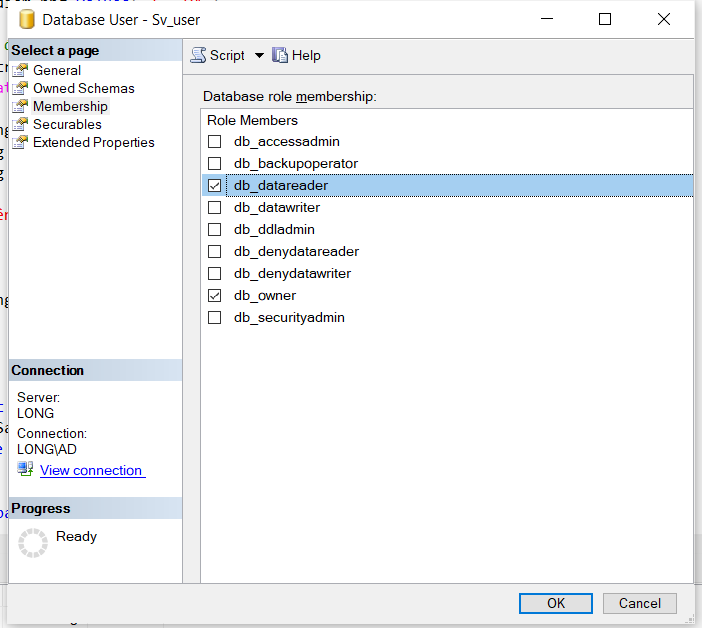 Database User - Sv_user
Select a page
General
Owned Schemas
Membership
Securables
Extended Properties
Script
Help
Database role membership:
Role Members
db_accessadmin
db_backupoperator
db_datareader
db_datawriter
db_ddladmin
db_denydatareader
db_denydatawriter
db_owner
db_securityadmin
Connection
Server:
LONG
Connection:
LONG\AD
View connection
Progress
Ready
OK
Cancel